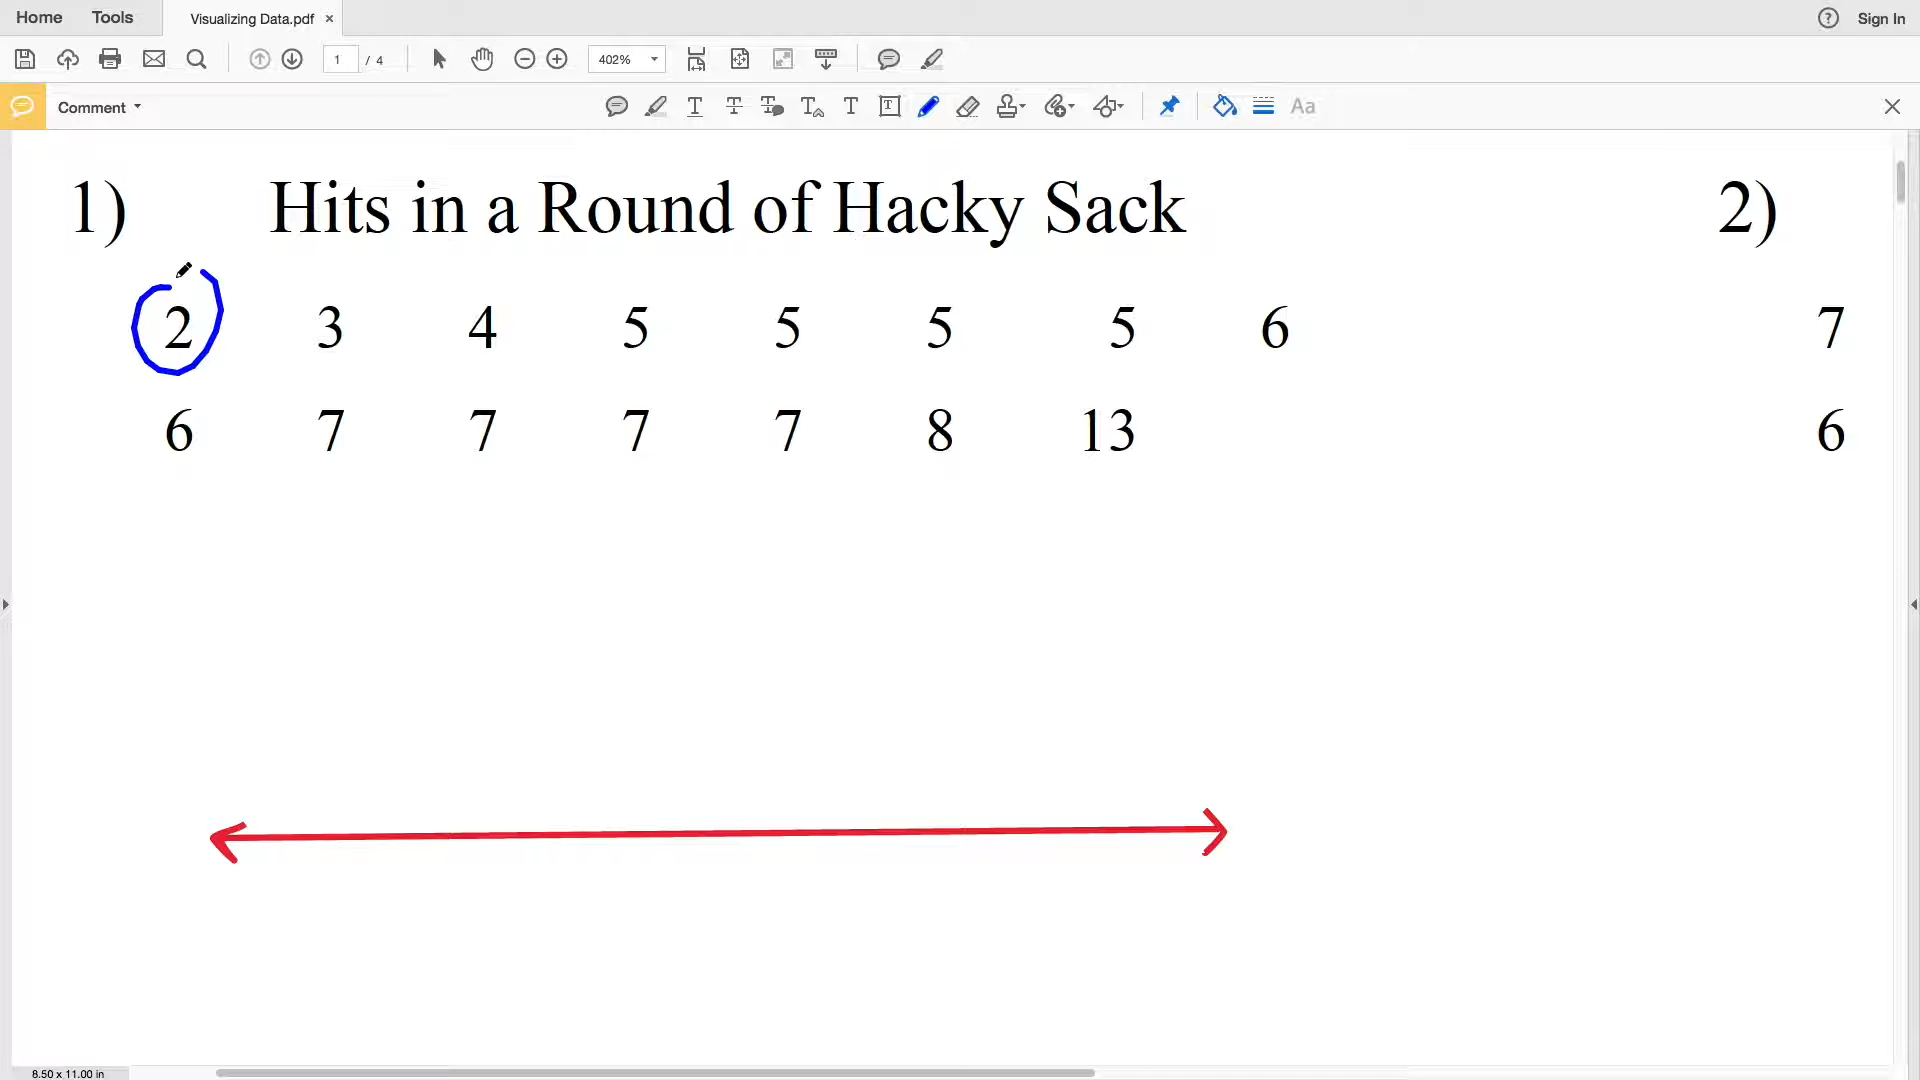 Home Tools Visualizing Data.pdf × ? Sign In
1 / 4 402%
Comment T T T T T T Aa
1) Hits in a Round of Hacky Sack 2)
2 3 4 5 5 5 5 6 7
6 7 7 7 7 8 13 6
8.50 x 11.00 in